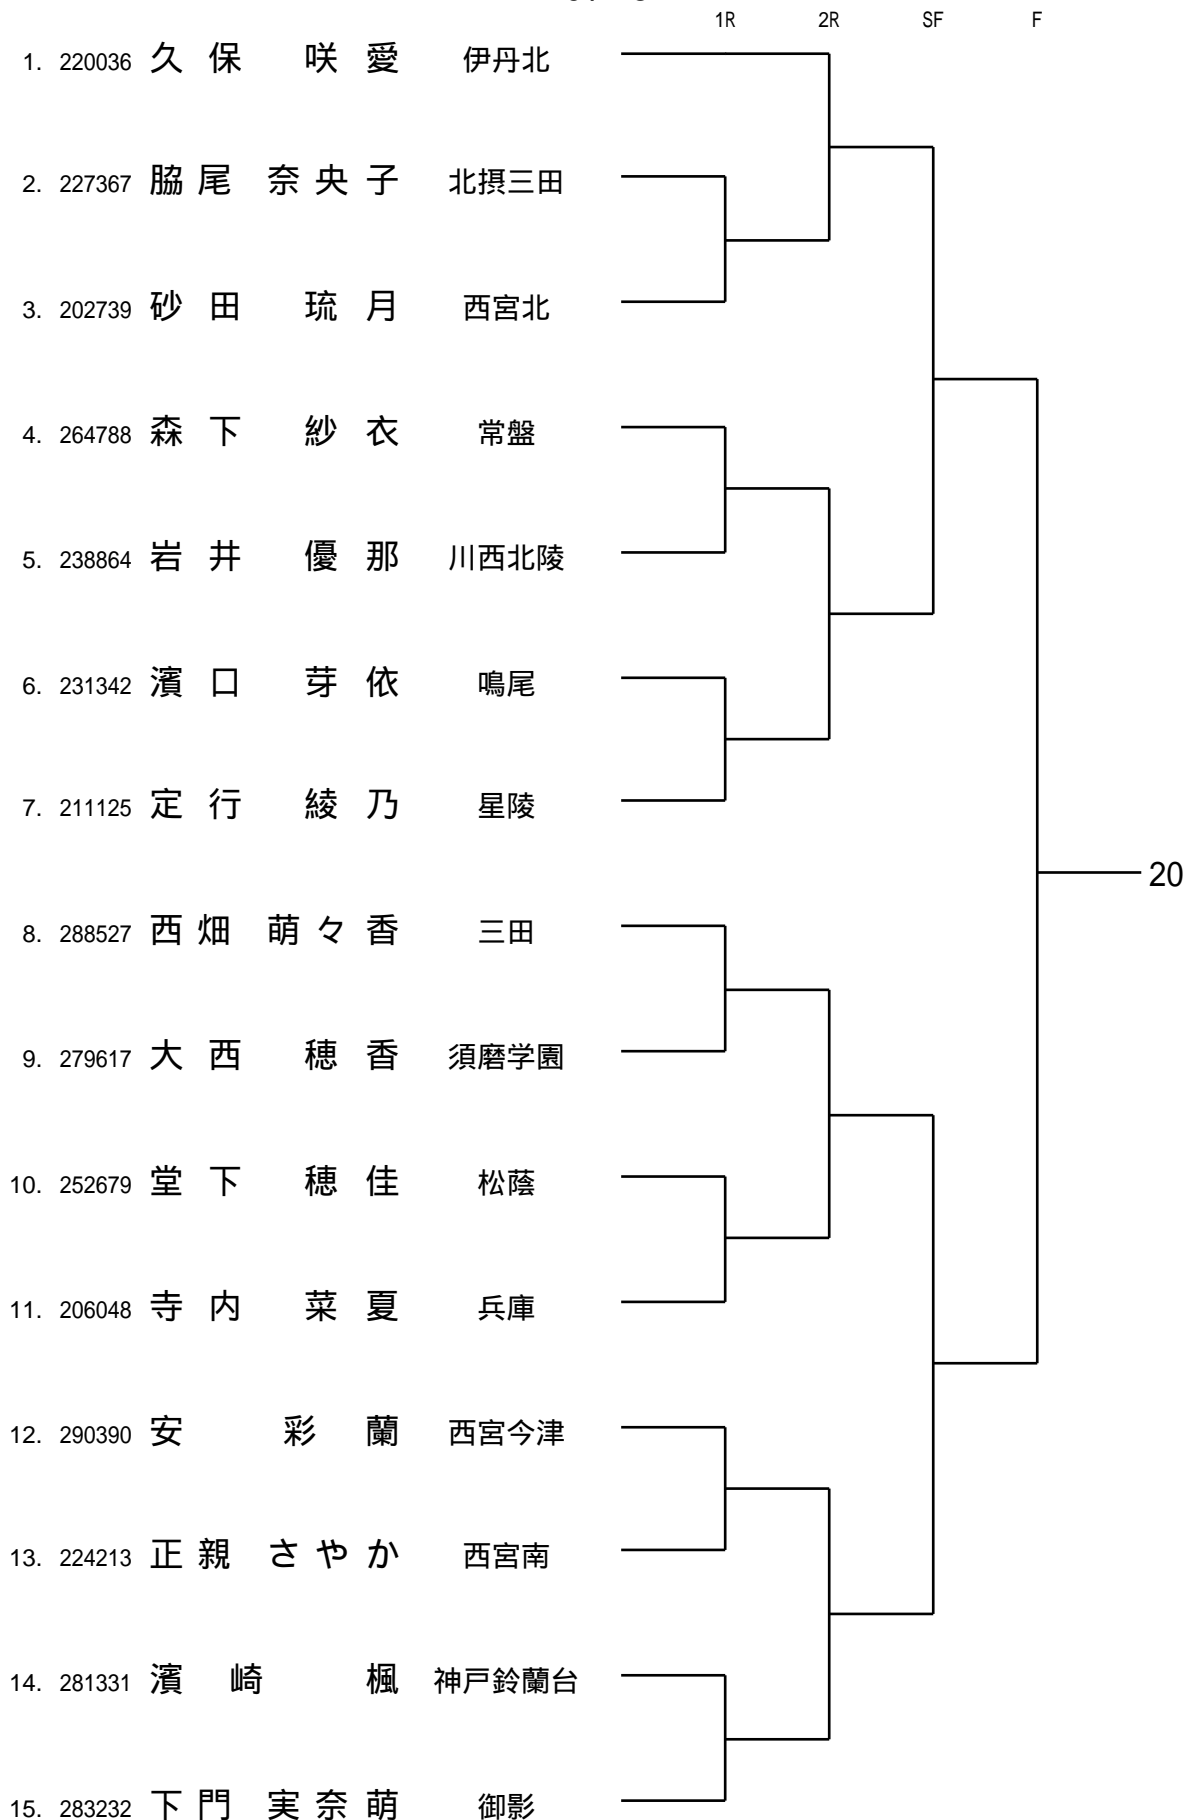 1R 2R SF F
1. 220036 久保 咲愛 伊丹北
2. 227367 脇尾 奈央子 北摂三田
3. 202739 砂田 琉月 西宮北
4. 264788 森下 紗衣 常盤
5. 238864 岩井 優那 川西北陵
6. 231342 濱口 芽依 鳴尾
7. 211125 定行 綾乃 星陵
20
8. 288527 西畑 萌々香 三田
9. 279617 大西 穂香 須磨学園
10. 252679 堂下 穂佳 松蔭
11. 206048 寺内 菜夏 兵庫
12. 290390 安 彩蘭 西宮今津
13. 224213 正親 さやか 西宮南
14. 281331 濱崎 楓 神戸鈴蘭台
15. 283232 下門 実奈萌 御影